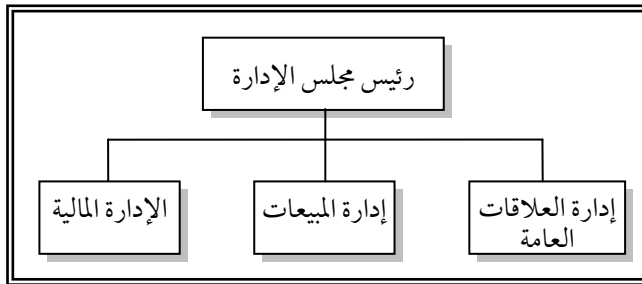 رئيس مجلس الإدارة
إدارة العلاقات
العامة
إدارة المبيعات
الإدارة المالية